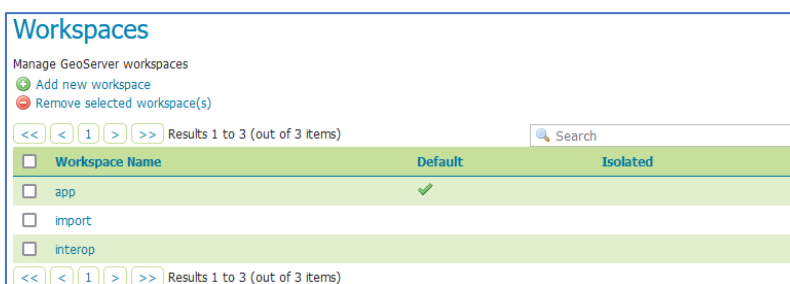 Workspaces
Manage GeoServer workspaces
Add new workspace
Remove selected workspace(s)
<< < 1 > >> Results 1 to 3 (out of 3 items) Search
Workspace Name Default Isolated
app
import
interop
<< < 1 > >> Results 1 to 3 (out of 3 items)